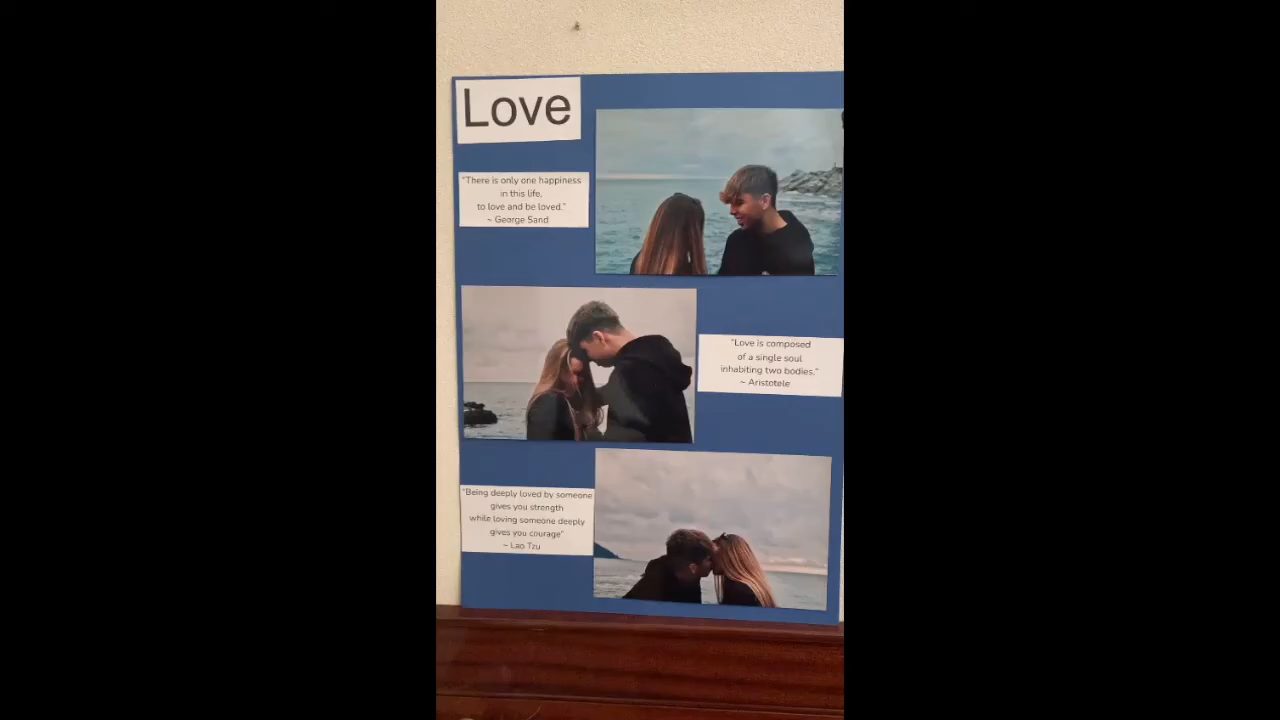 Love
"There is only one happiness
in this life,
to love and be loved."
~ George Sand
"Love is composed
of a single soul
inhabiting two bodies."
~ Aristotele
"Being deeply loved by someone
gives you strength
while loving someone deeply
gives you courage"
~ Lao Tzu